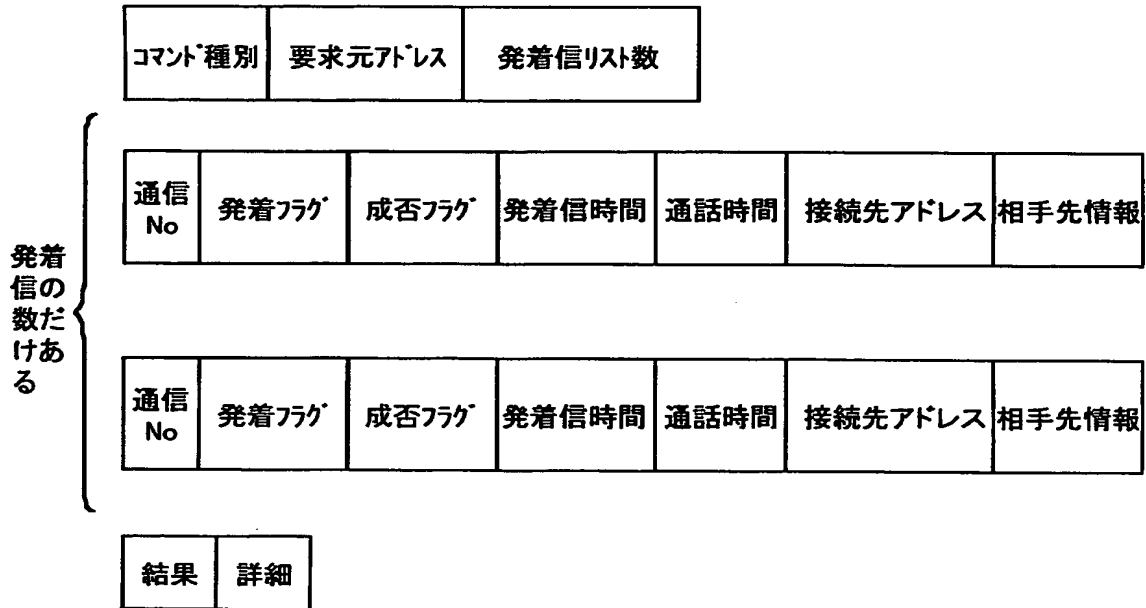 コマンド種別 要求元アドレス 発着信リスト数
通信No 発着フラグ 成否フラグ 発着信時間 通話時間 接続先アドレス 相手先情報
発着
信の
数だ
けあ
る
通信No 発着フラグ 成否フラグ 発着信時間 通話時間 接続先アドレス 相手先情報
結果 詳細